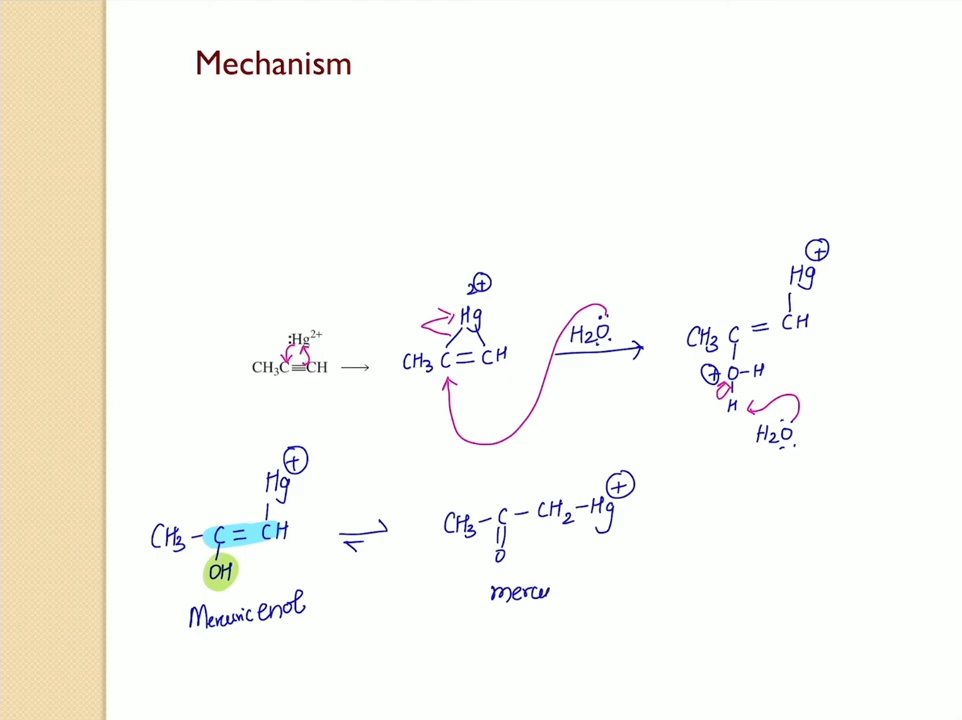 Mechanism
:Hg2+
CH3C≡CH ⟶
2+
Hg
CH3 C=CH
H2O
+
Hg
CH3 C = CH
+ O-H
H
H2O
+
Hg
CH3 - C = CH
OH
Mercuric enol
⇌
+
CH3 - C - CH2 - Hg
O
mercu